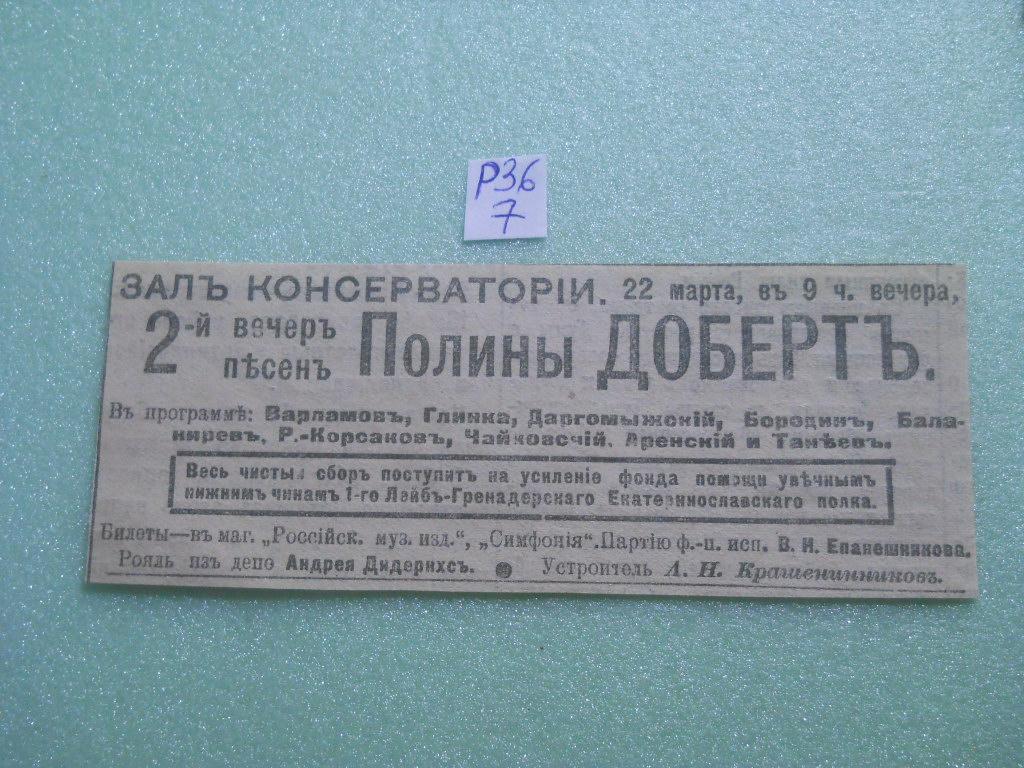 Р36
7
ЗАЛЪ КОНСЕРВАТОРІИ. 22 марта, въ 9 ч. вечера,
2-й вечеръ пѣсенъ Полины ДОБЕРТЪ.
Въ программѣ: Варламовъ, Глинка, Даргомыжскій, Бородинъ, Бала-
киревъ, Р.-Корсаковъ, Чайковсчій, Аренскій и Танѣевъ.
Весь чистый сборъ поступитъ на усиленіе фонда помощи увѣчнымъ
нижнимъ чинамъ 1-го Лейбъ-Гренадерскаго Екатеринославскаго полка.
Билеты—въ маг. „Россійск. муз. изд.“, „Симфонія“. Партію ф.-п. исп. В. И. Епанешникова.
Рояль изъ депо Андрея Дидерихсъ. Устроитель А. Н. Крашенинниковъ.